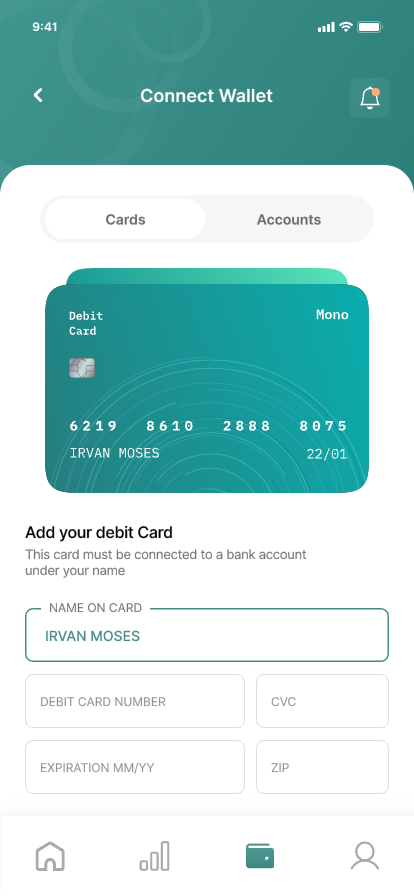 9:41
Connect Wallet
Cards Accounts
Debit Mono
Card
6219 8610 2888 8075
IRVAN MOSES 22/01
Add your debit Card
This card must be connected to a bank account
under your name
NAME ON CARD
IRVAN MOSES
DEBIT CARD NUMBER CVC
EXPIRATION MM/YY ZIP